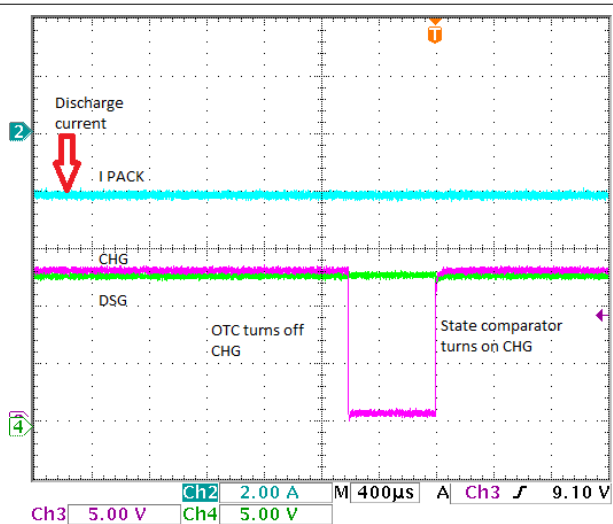 T
Discharge
current
2
I PACK
CHG
DSG
OTC turns off
CHG
State comparator
turns on CHG
4
Ch2 2.00 A M 400µs A Ch3 9.10 V
Ch3 5.00 V Ch4 5.00 V